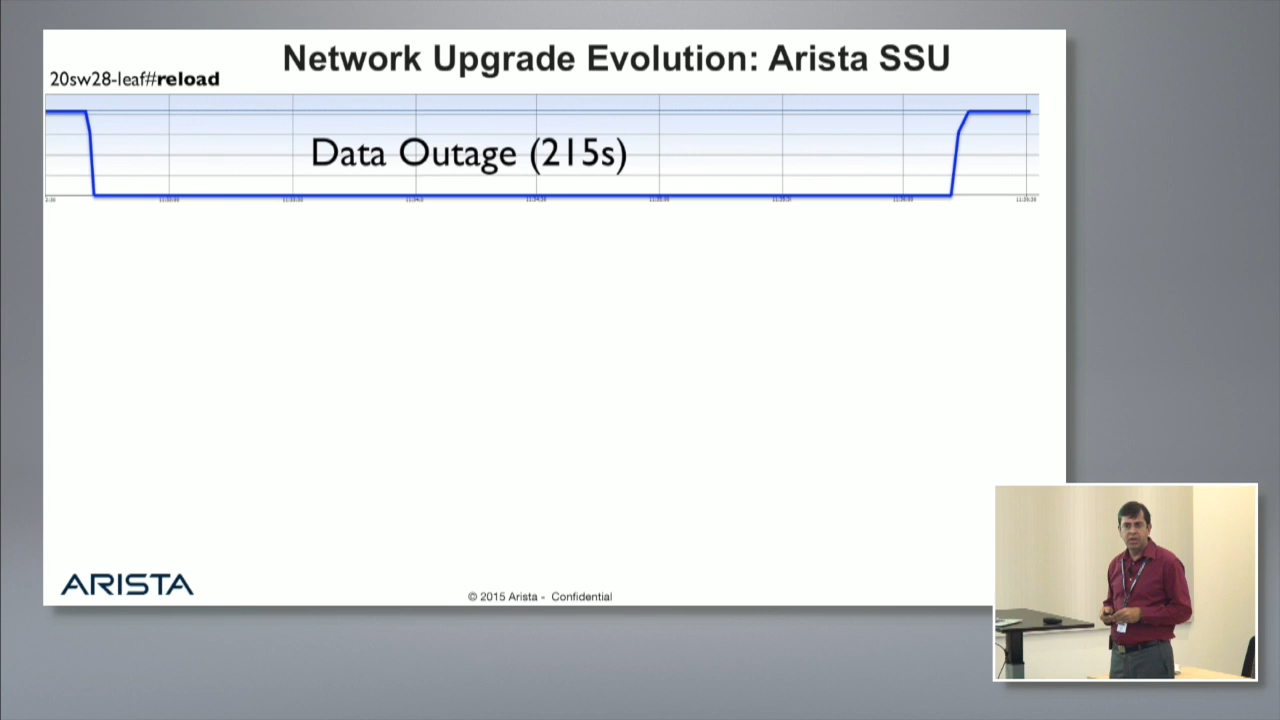 Network Upgrade Evolution: Arista SSU
20sw28-leaf#reload
Data Outage (215s)
ARISTA
© 2015 Arista - Confidential